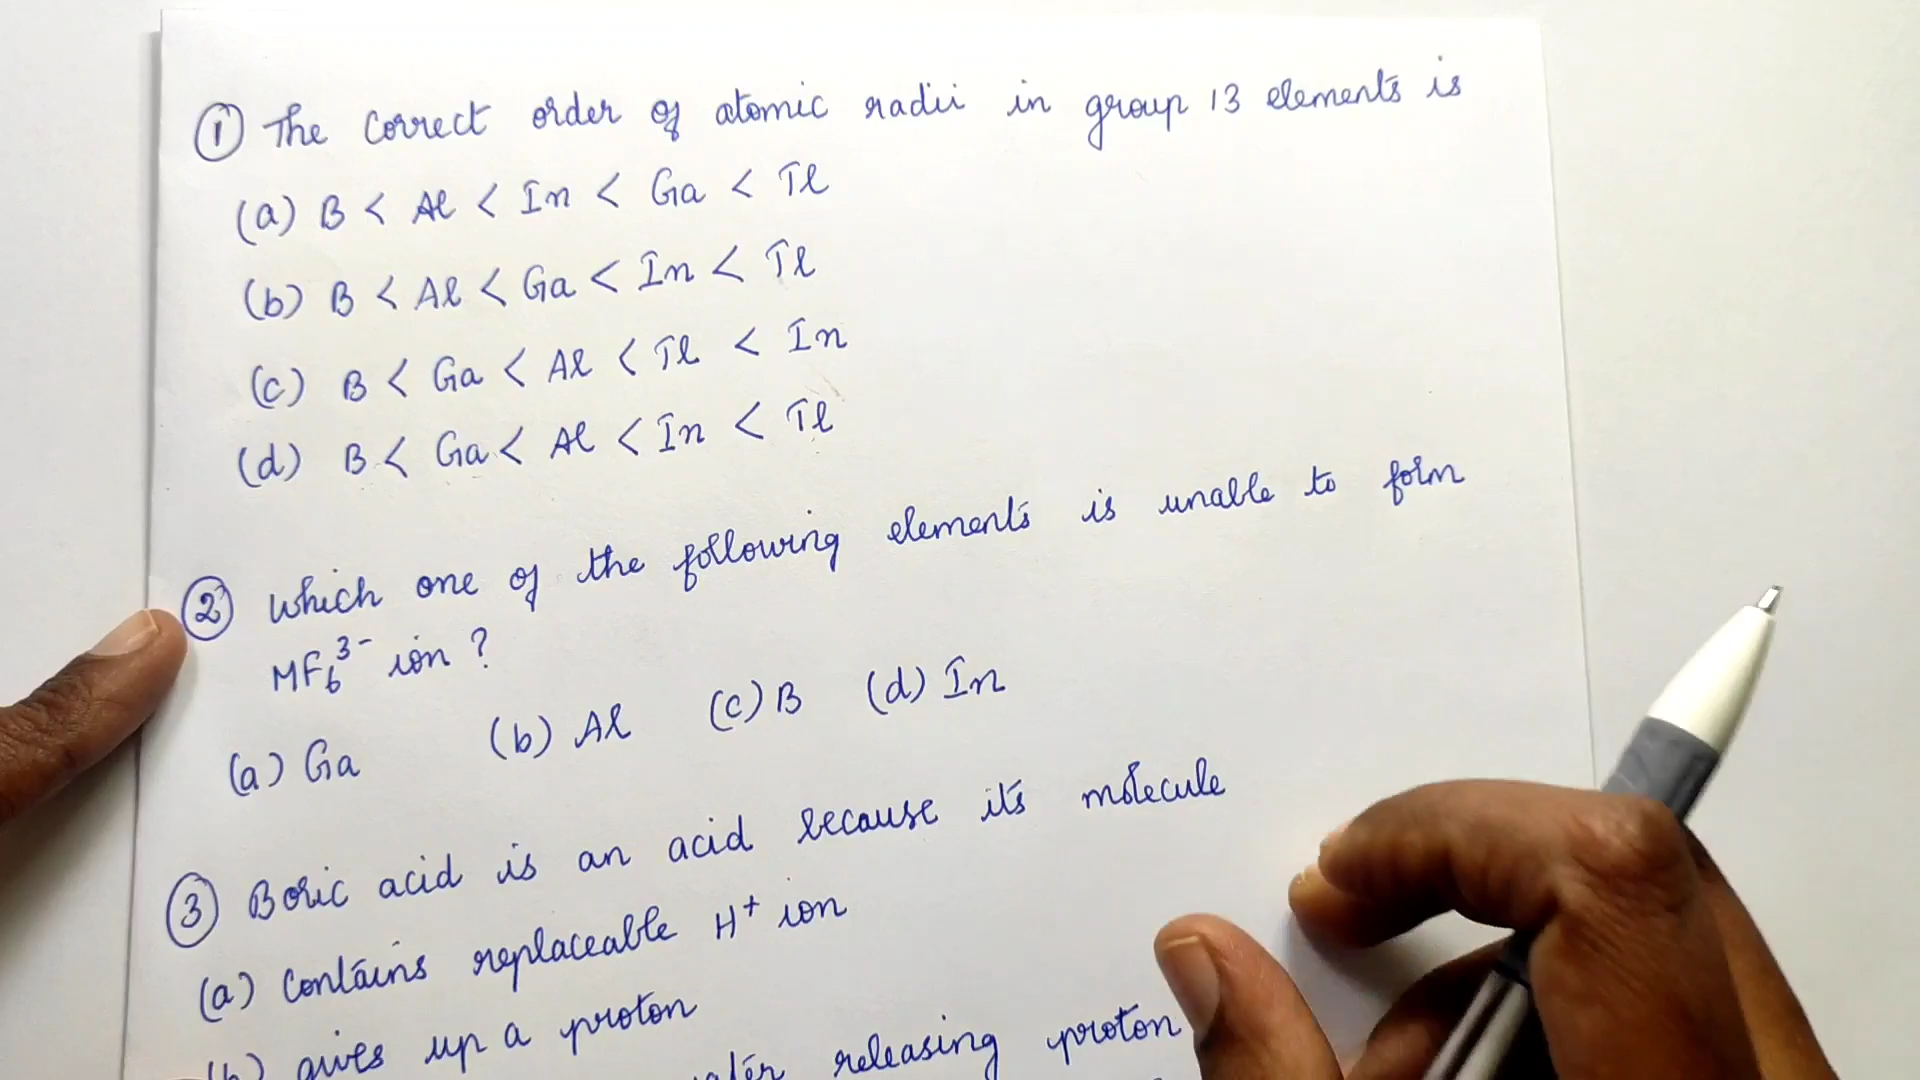 ① The correct order of atomic radii in group 13 elements is
(a) B < Al < In < Ga < Tl
(b) B < Al < Ga < In < Tl
(c) B < Ga < Al < Tl < In
(d) B < Ga < Al < In < Tl
② which one of the following elements is unable to form
MF₆³⁻ ion ?
(a) Ga (b) Al (c) B (d) In
③ Boric acid is an acid because its molecule
(a) contains replaceable H⁺ ion
(b) gives up a proton
releasing proton